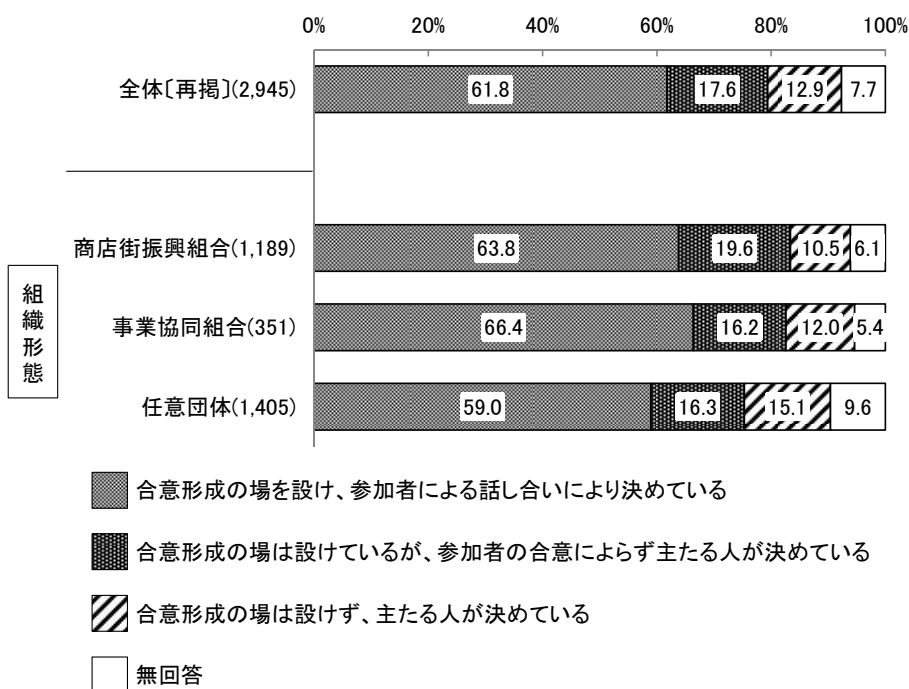 0% 20% 40% 60% 80% 100%
全体〔再掲〕(2,945) 61.8 17.6 12.9 7.7
商店街振興組合(1,189) 63.8 19.6 10.5 6.1
事業協同組合(351) 66.4 16.2 12.0 5.4
任意団体(1,405) 59.0 16.3 15.1 9.6
組織形態
合意形成の場を設け、参加者による話し合いにより決めている
合意形成の場は設けているが、参加者の合意によらず主たる人が決めている
合意形成の場は設けず、主たる人が決めている
無回答